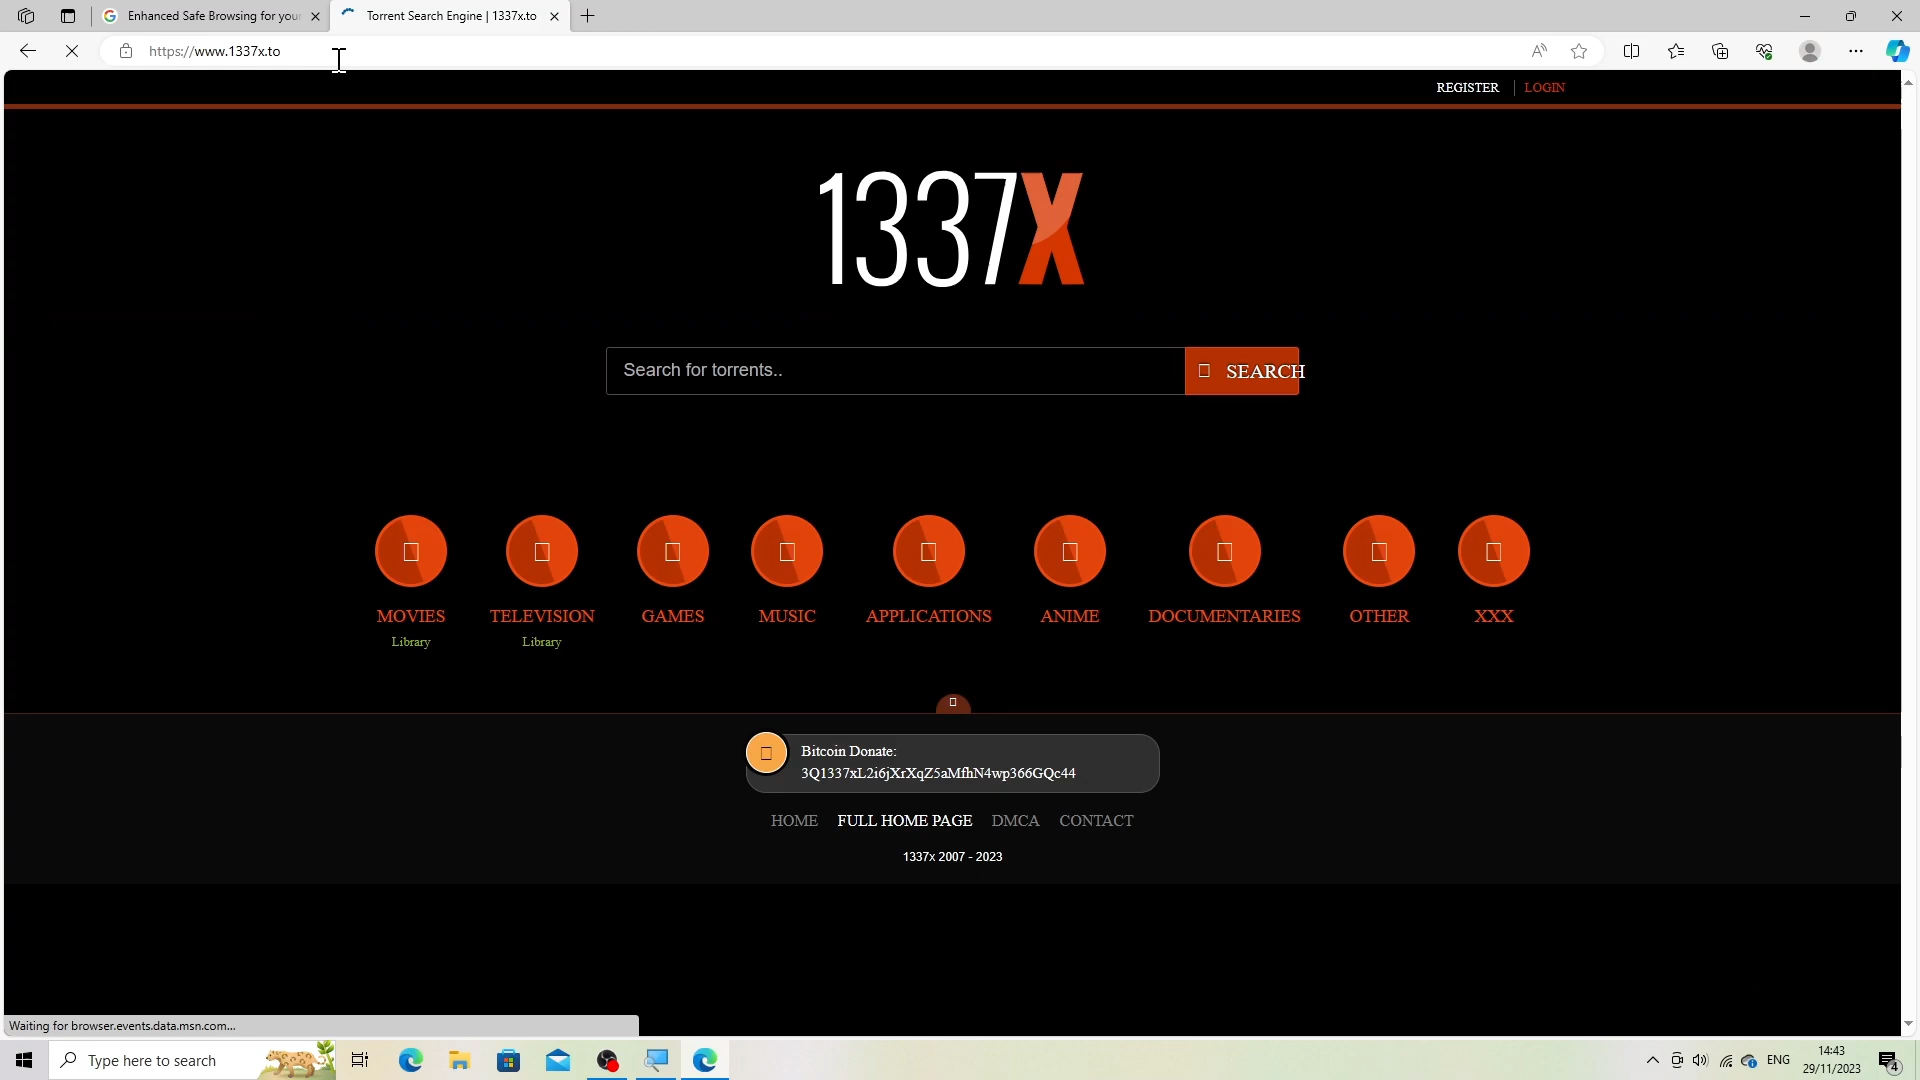 Enhanced Safe Browsing for your
Torrent Search Engine | 1337x.to
https://www.1337x.to
REGISTER
LOGIN
1337X
Search for torrents..
SEARCH
MOVIES
TELEVISION
GAMES
MUSIC
APPLICATIONS
ANIME
DOCUMENTARIES
OTHER
XXX
Library
Library
Bitcoin Donate:
3Q1337xL2i6jXrXqZ5aMfhN4wp366GQc44
HOME
FULL HOME PAGE
DMCA
CONTACT
1337x 2007 - 2023
Waiting for browser.events.data.msn.com...
Type here to search
ENG
14:43
29/11/2023
4